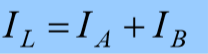 I_L = I_A + I_B